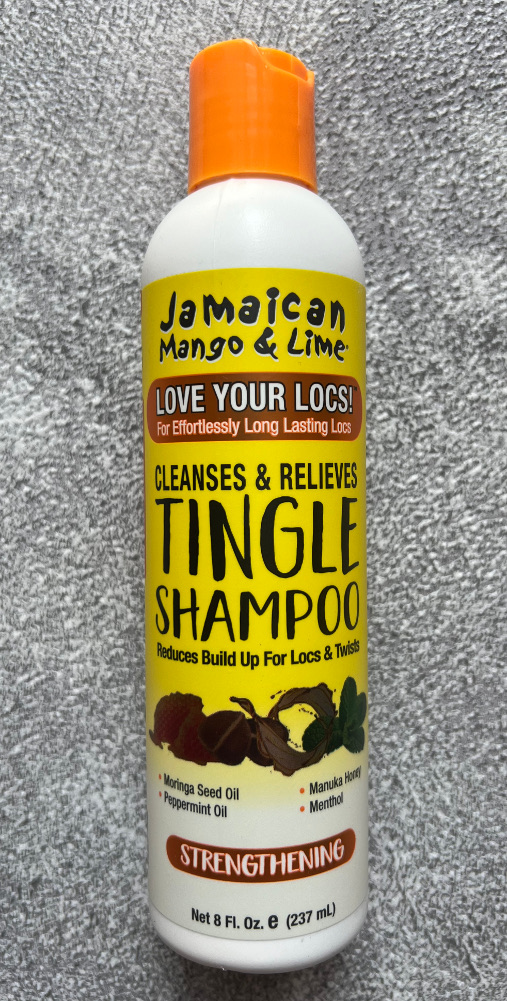 Jamaican
Mango & Lime
LOVE YOUR LOCS!
For Effortlessly Long Lasting Locs
CLEANSES & RELIEVES
TINGLE
SHAMPOO
Reduces Build Up For Locs & Twists
• Moringa Seed Oil
• Peppermint Oil
• Manuka Honey
• Menthol
STRENGTHENING
Net 8 Fl. Oz. e (237 mL)